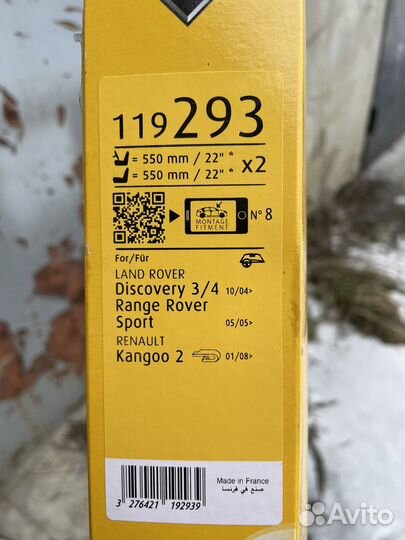 119 293
= 550 mm / 22" * x2
= 550 mm / 22" *
MONTAGE
FITMENT
N° 8
For/Für
LAND ROVER
Discovery 3/4 10/04>
Range Rover
Sport 05/05>
RENAULT
Kangoo 2 01/08>
Made in France
صنع في فرنسا
3 276421 192939
Avito